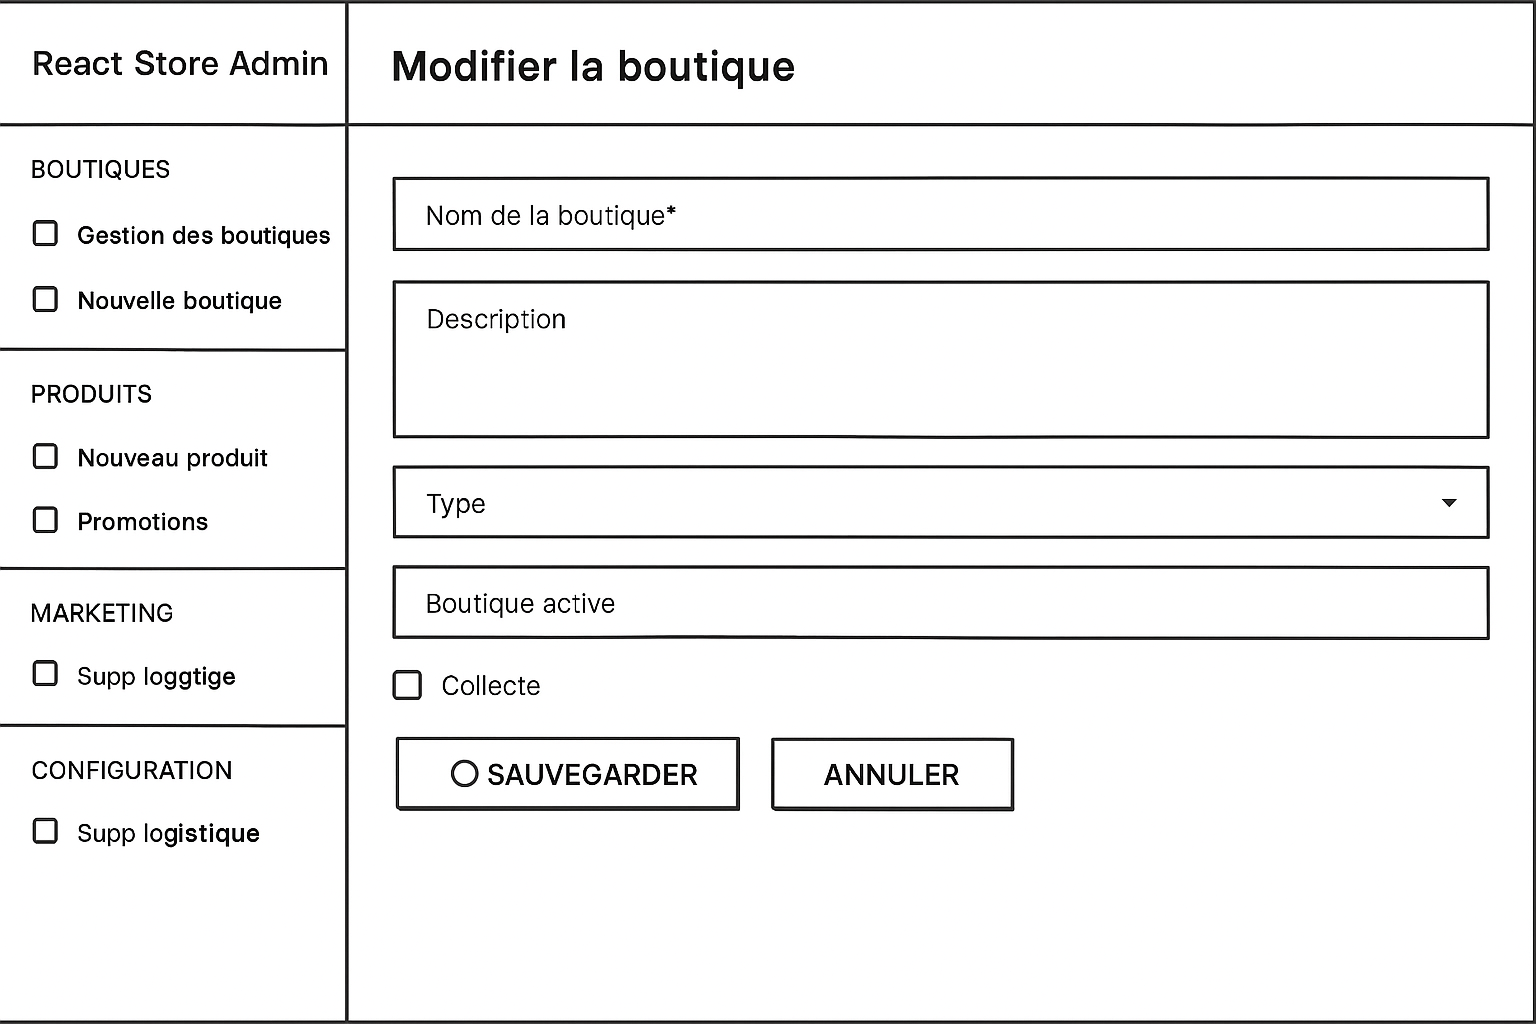 React Store Admin
Modifier la boutique
BOUTIQUES
Gestion des boutiques
Nouvelle boutique
PRODUITS
Nouveau produit
Promotions
MARKETING
Supp loggtige
CONFIGURATION
Supp logistique
Nom de la boutique*
Description
Type
Boutique active
Collecte
SAUVEGARDER
ANNULER